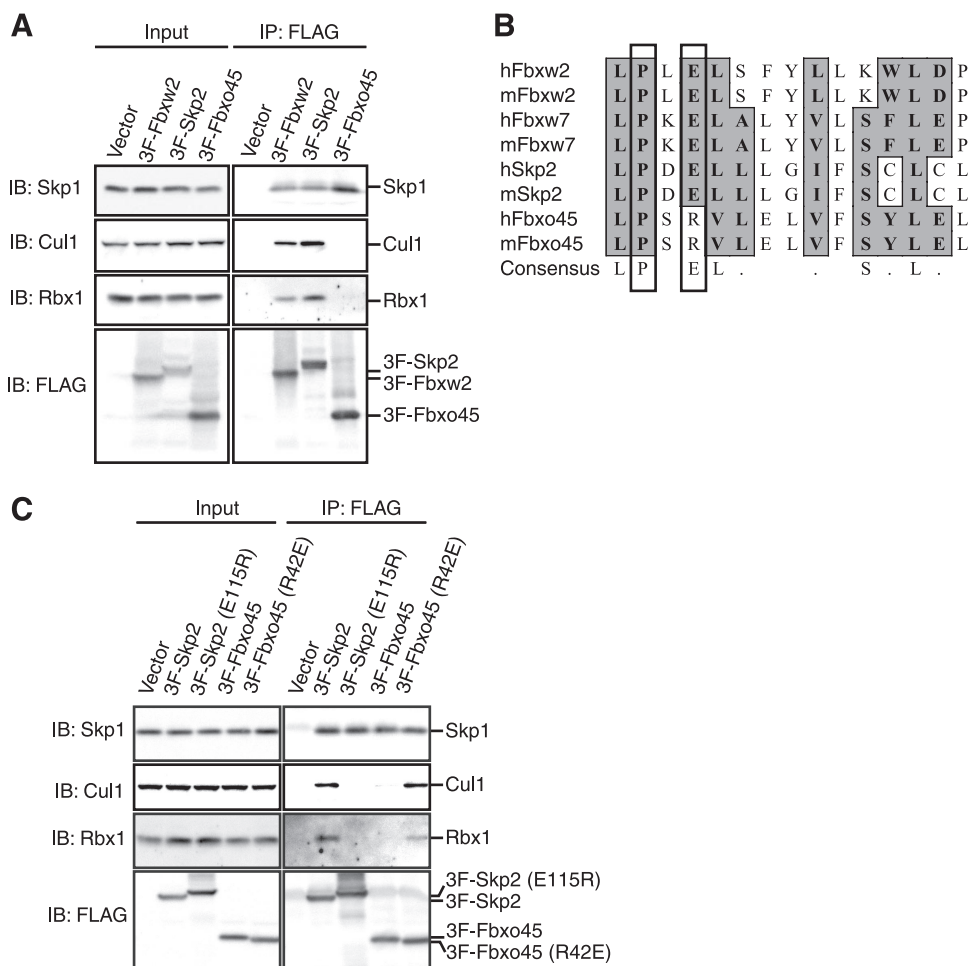 A
Input
IP: FLAG
Vector
3F-Fbxw2
3F-Skp2
3F-Fbxo45
Vector
3F-Fbxw2
3F-Skp2
3F-Fbxo45
IB: Skp1
Skp1
IB: Cul1
Cul1
IB: Rbx1
Rbx1
IB: FLAG
3F-Skp2
3F-Fbxw2
3F-Fbxo45
B
hFbxw2 L P L E L S F Y L L K W L D P
mFbxw2 L P L E L S F Y L L K W L D P
hFbxw7 L P K E L A L Y V L S F L E P
mFbxw7 L P K E L A L Y V L S F L E P
hSkp2 L P D E L L L G I F S C L C L
mSkp2 L P D E L L L G I F S C L C L
hFbxo45 L P S R V L E L V F S Y L E L
mFbxo45 L P S R V L E L V F S Y L E L
Consensus L P E L . . S . L .
C
Input
IP: FLAG
Vector
3F-Skp2
3F-Skp2 (E115R)
3F-Fbxo45
3F-Fbxo45 (R42E)
Vector
3F-Skp2
3F-Skp2 (E115R)
3F-Fbxo45
3F-Fbxo45 (R42E)
IB: Skp1
Skp1
IB: Cul1
Cul1
IB: Rbx1
Rbx1
IB: FLAG
3F-Skp2 (E115R)
3F-Skp2
3F-Fbxo45
3F-Fbxo45 (R42E)